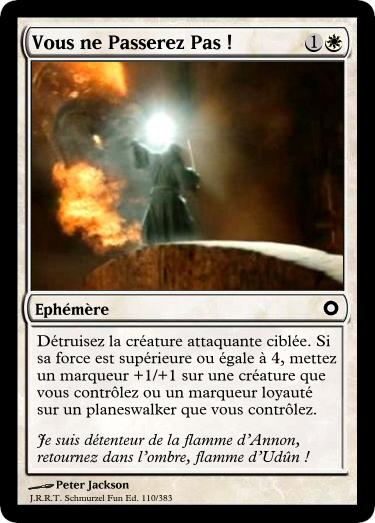 Vous ne Passerez Pas ! 1
Ephémère
Détruisez la créature attaquante ciblée. Si
sa force est supérieure ou égale à 4, mettez
un marqueur +1/+1 sur une créature que
vous contrôlez ou un marqueur loyauté
sur un planeswalker que vous contrôlez.
Je suis détenteur de la flamme d'Annon,
retournez dans l'ombre, flamme d'Udûn !
Peter Jackson
J.R.R.T. Schmurzel Fun Ed. 110/383